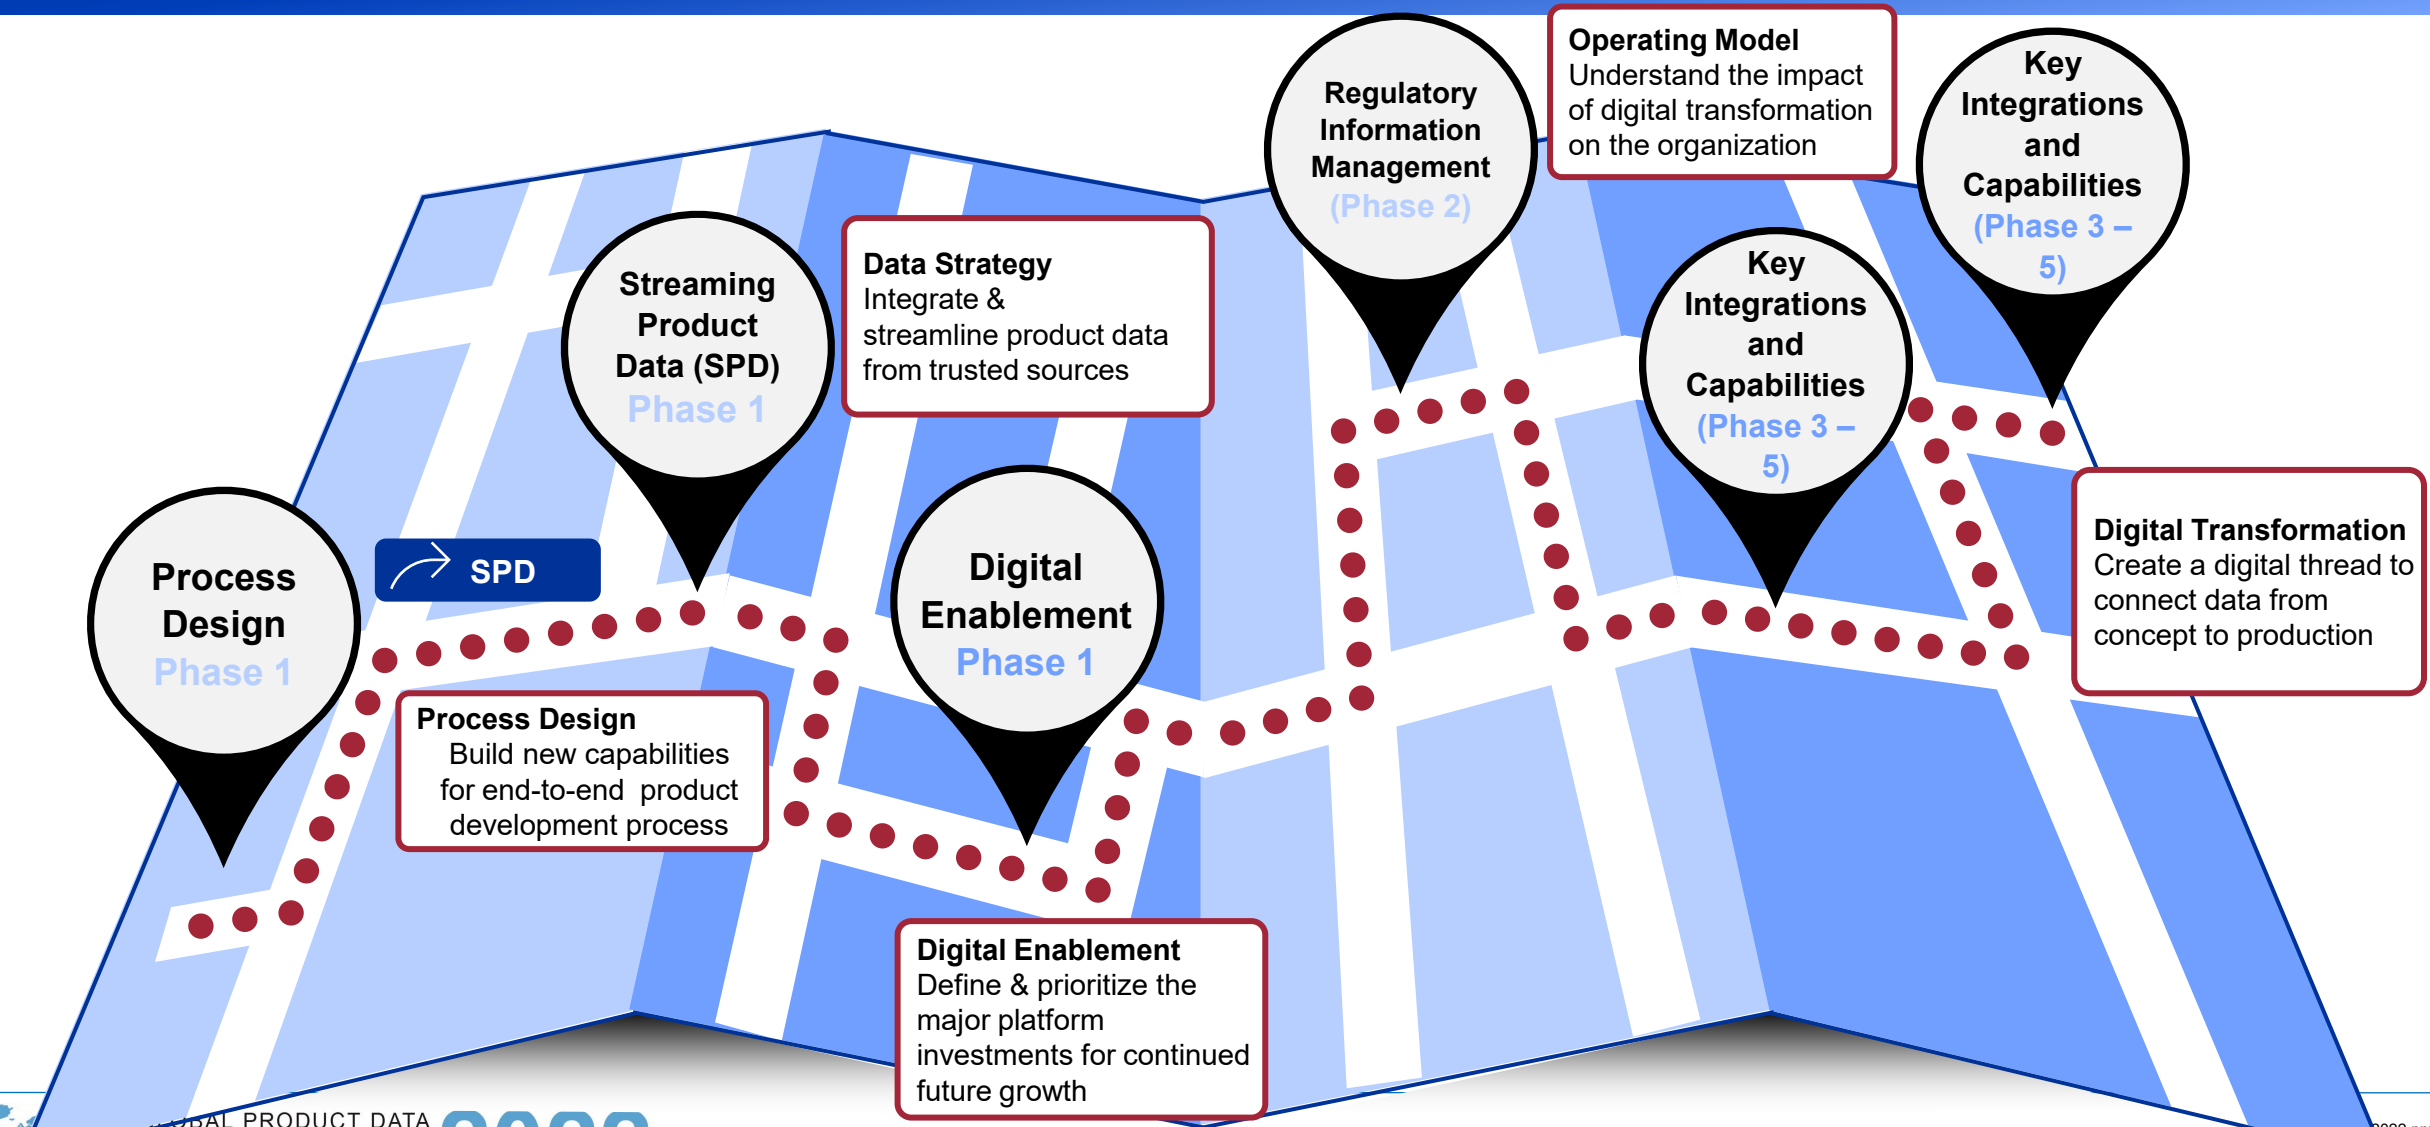 Process
Design
Phase 1
SPD
Process Design
Build new capabilities
for end-to-end  product
development process
Streaming
Product
Data (SPD)
Phase 1
Data Strategy
Integrate &
streamline product data
from trusted sources
Digital
Enablement
Phase 1
Digital Enablement
Define & prioritize the
major platform
investments for continued
future growth
Regulatory
Information
Management
(Phase 2)
Operating Model
Understand the impact
of digital transformation
on the organization
Key
Integrations
and
Capabilities
(Phase 3 –
5)
Key
Integrations
and
Capabilities
(Phase 3 –
5)
Digital Transformation
Create a digital thread to
connect data from
concept to production
PRODUCT DATA